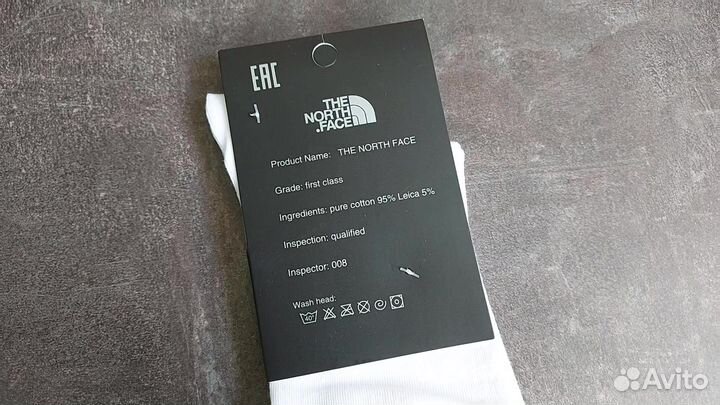 EAC
THE
NORTH
.FACE
Product Name: THE NORTH FACE
Grade: first class
Ingredients: pure cotton 95% Leica 5%
Inspection: qualified
Inspector: 008
Wash head:
40°
Avito